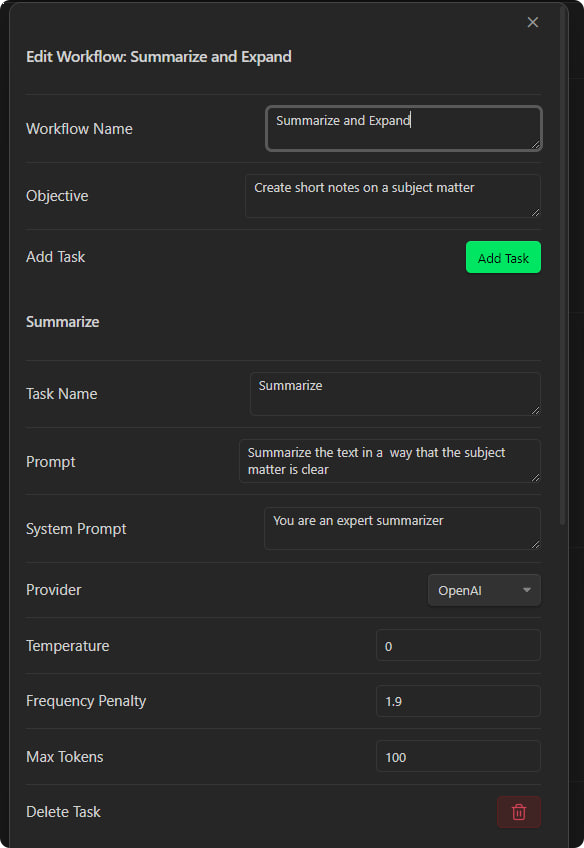 Edit Workflow: Summarize and Expand
Workflow Name
Summarize and Expand
Objective
Create short notes on a subject matter
Add Task
Add Task
Summarize
Task Name
Summarize
Prompt
Summarize the text in a  way that the subject
matter is clear
System Prompt
You are an expert summarizer
Provider
OpenAI
Temperature
0
Frequency Penalty
1.9
Max Tokens
100
Delete Task